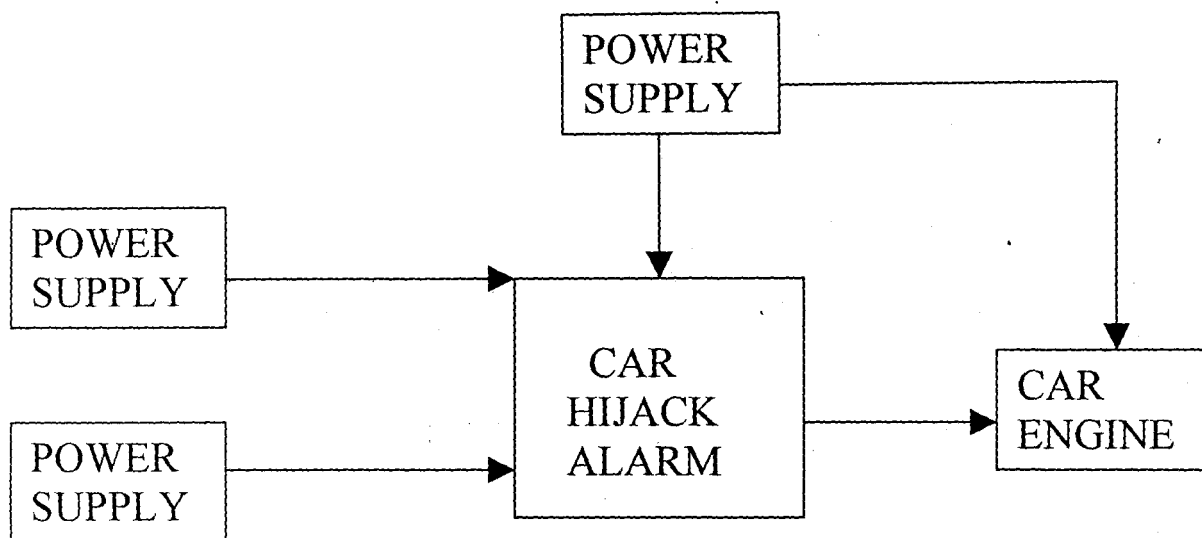 POWER
SUPPLY
POWER
SUPPLY
CAR
HIJACK
ALARM
CAR
ENGINE
POWER
SUPPLY